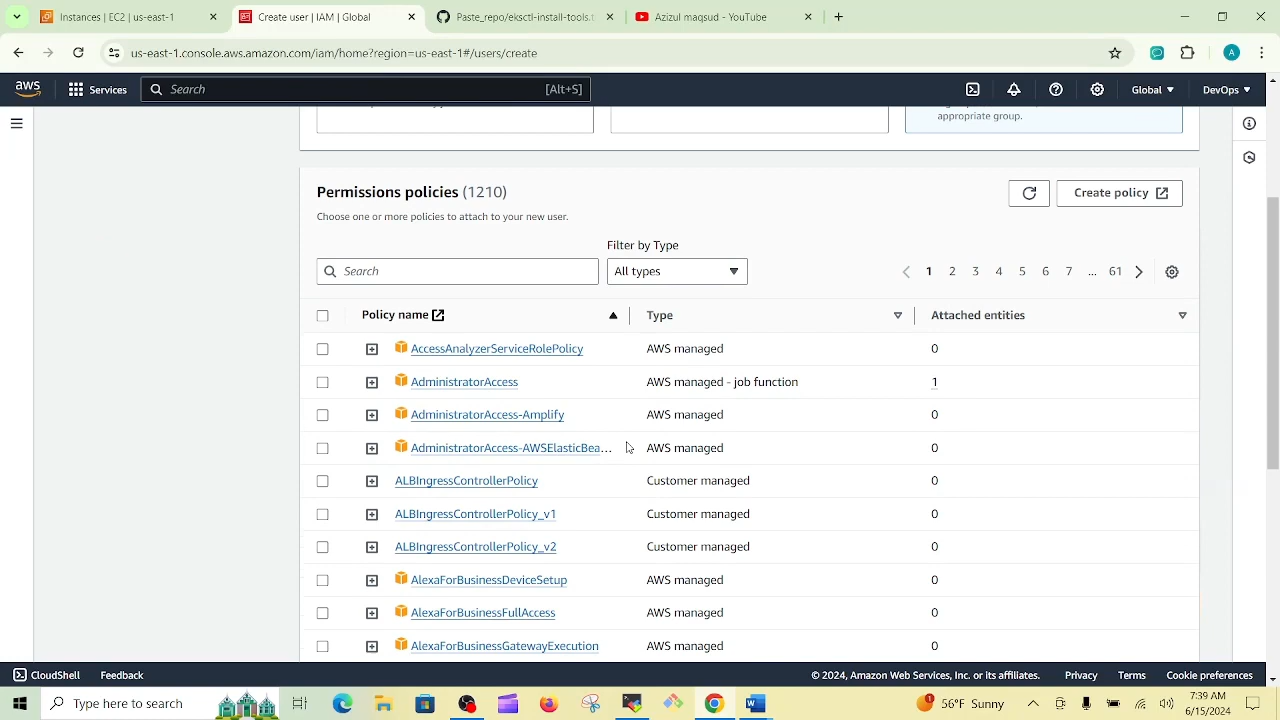 Instances | EC2 | us-east-1
Create user | IAM | Global
Paste_repo/eksctl-install-tools.t
Azizul maqsud - YouTube
us-east-1.console.aws.amazon.com/iam/home?region=us-east-1#/users/create
A
aws
Services
Search
[Alt+S]
Global
DevOps
appropriate group.
Permissions policies (1210)
Create policy
Choose one or more policies to attach to your new user.
Filter by Type
Search
All types
1 2 3 4 5 6 7 ... 61
Policy name
Type
Attached entities
AccessAnalyzerServiceRolePolicy AWS managed 0
AdministratorAccess AWS managed - job function 1
AdministratorAccess-Amplify AWS managed 0
AdministratorAccess-AWSElasticBea... AWS managed 0
ALBIngressControllerPolicy Customer managed 0
ALBIngressControllerPolicy_v1 Customer managed 0
ALBIngressControllerPolicy_v2 Customer managed 0
AlexaForBusinessDeviceSetup AWS managed 0
AlexaForBusinessFullAccess AWS managed 0
AlexaForBusinessGatewayExecution AWS managed 0
CloudShell
Feedback
© 2024, Amazon Web Services, Inc. or its affiliates.
Privacy
Terms
Cookie preferences
Type here to search
1
56°F Sunny
7:39 AM
6/15/2024